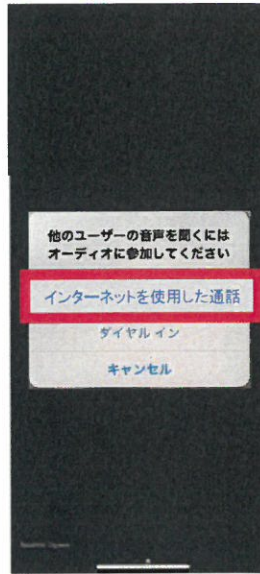 他のユーザーの音声を聞くには
オーディオに参加してください
インターネットを使用した通話
ダイヤル イン
キャンセル